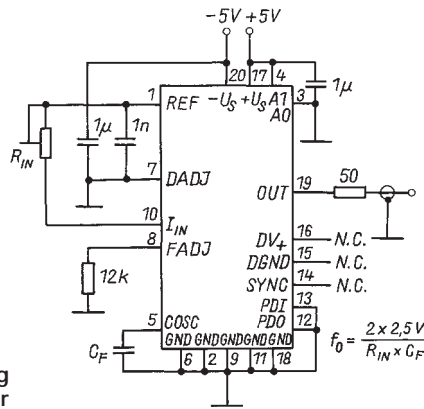 -5V +5V
20 17 4
1 REF -U_S +U_S A1 3
A0
1μ
R_IN
1μ 1n
7 DADJ
OUT 19 50
10 I_IN
8 FADJ
DV+ 16 N.C.
DGND 15 N.C.
SYNC 14 N.C.
12k
PDI 13
5 COSC PDO 12
f_0 = 2 x 2,5V / R_IN x C_F
C_F
GND GND GND GND GND
6 2 9 11 18
g
r